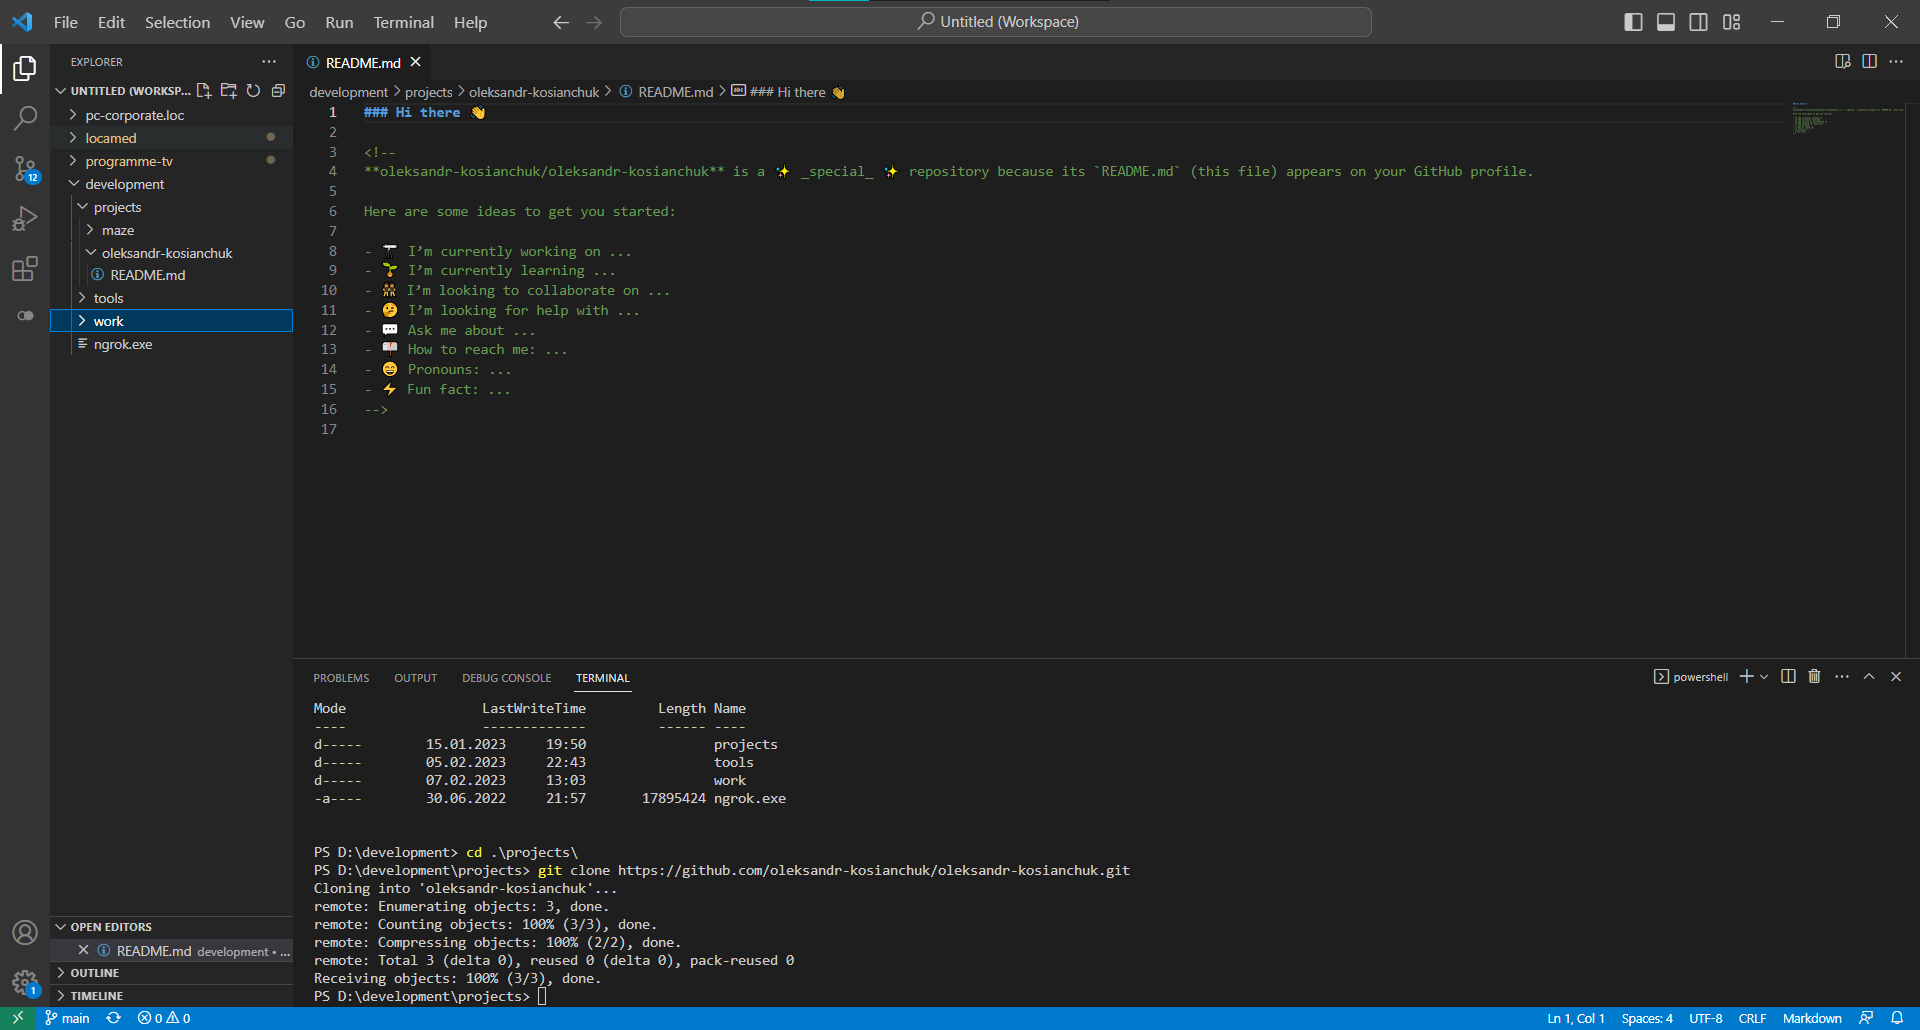 File Edit Selection View Go Run Terminal Help
Untitled (Workspace)
EXPLORER
UNTITLED (WORKSP...
pc-corporate.loc
locamed
programme-tv
development
projects
maze
oleksandr-kosianchuk
README.md
tools
work
ngrok.exe
12
OPEN EDITORS
README.md development • ...
OUTLINE
TIMELINE
1
README.md
development > projects > oleksandr-kosianchuk > README.md > ### Hi there 👋
1 ### Hi there 👋
2
3 <!--
4 **oleksandr-kosianchuk/oleksandr-kosianchuk** is a ✨ _special_ ✨ repository because its `README.md` (this file) appears on your GitHub profile.
5
6 Here are some ideas to get you started:
7
8 - 🔭 I’m currently working on ...
9 - 🌱 I’m currently learning ...
10 - 👯 I’m looking to collaborate on ...
11 - 🤔 I’m looking for help with ...
12 - 💬 Ask me about ...
13 - 📫 How to reach me: ...
14 - 😄 Pronouns: ...
15 - ⚡ Fun fact: ...
16 -->
17
PROBLEMS OUTPUT DEBUG CONSOLE TERMINAL
powershell
Mode LastWriteTime Length Name
---- ------------- ------ ----
d----- 15.01.2023 19:50 projects
d----- 05.02.2023 22:43 tools
d----- 07.02.2023 13:03 work
-a---- 30.06.2022 21:57 17895424 ngrok.exe
PS D:\development> cd .\projects\
PS D:\development\projects> git clone https://github.com/oleksandr-kosianchuk/oleksandr-kosianchuk.git
Cloning into 'oleksandr-kosianchuk'...
remote: Enumerating objects: 3, done.
remote: Counting objects: 100% (3/3), done.
remote: Compressing objects: 100% (2/2), done.
remote: Total 3 (delta 0), reused 0 (delta 0), pack-reused 0
Receiving objects: 100% (3/3), done.
PS D:\development\projects>
main 0 0
Ln 1, Col 1 Spaces: 4 UTF-8 CRLF Markdown